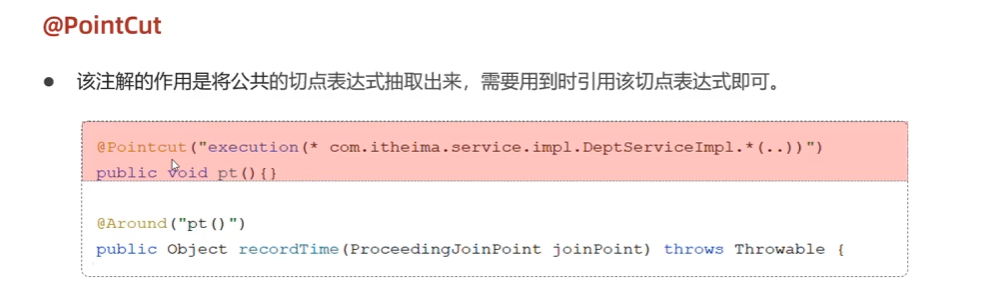 @PointCut
● 该注解的作用是将公共的切点表达式抽取出来，需要用到时引用该切点表达式即可。
@Pointcut("execution(* com.itheima.service.impl.DeptServiceImpl.*(..))")
public void pt(){}
@Around("pt()")
public Object recordTime(ProceedingJoinPoint joinPoint) throws Throwable {